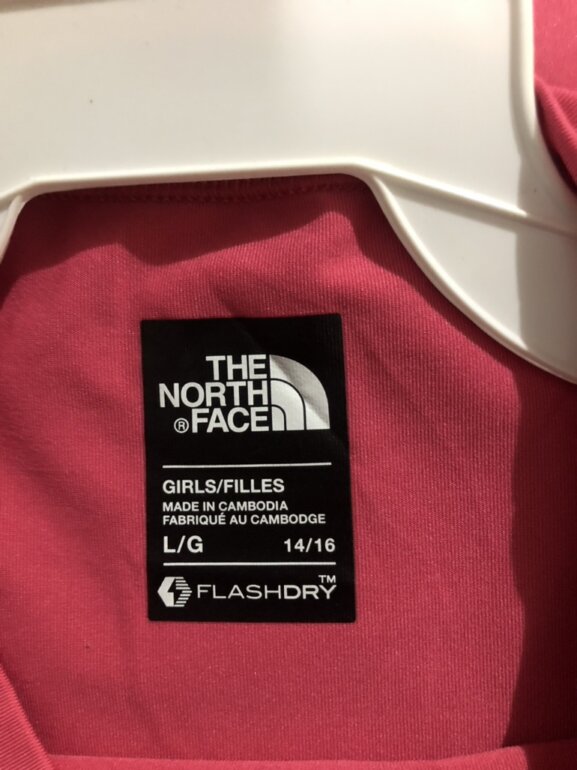 THE
NORTH
® FACE
GIRLS/FILLES
MADE IN CAMBODIA
FABRIQUÉ AU CAMBODGE
L/G 14/16
FLASHDRY™